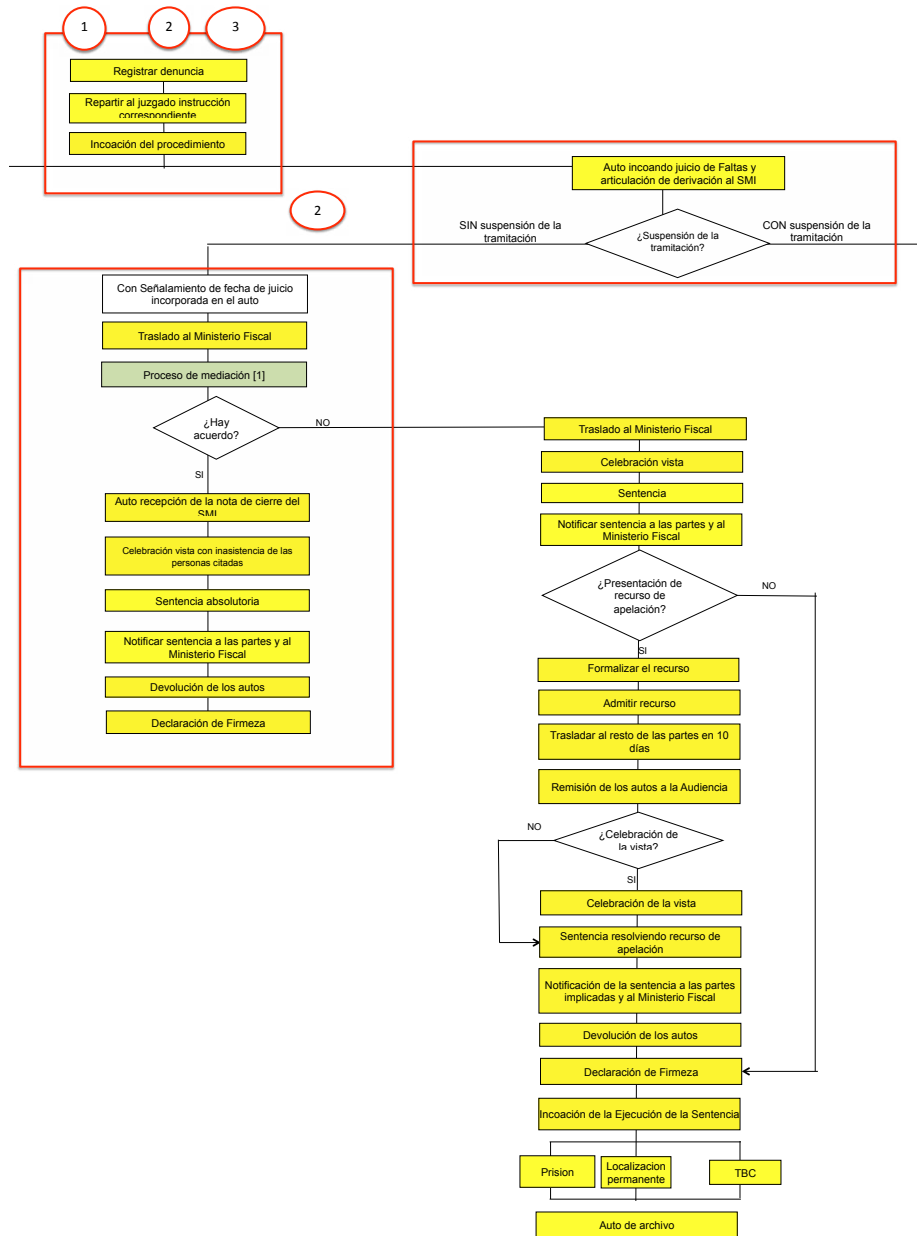 1
2
3
Registrar denuncia
Repartir al juzgado instrucción
correspondiente
Incoación del procedimiento
Auto incoando juicio de Faltas y
articulación de derivación al SMI
2
SIN suspensión de la
tramitación
¿Suspensión de la
tramitación?
CON suspensión de la
tramitación
Con Señalamiento de fecha de juicio
incorporada en el auto
Traslado al Ministerio Fiscal
Proceso de mediación [1]
¿Hay
acuerdo?
NO
SI
Auto recepción de la nota de cierre del
SMI
Celebración vista con inasistencia de las
personas citadas
Sentencia absolutoria
Notificar sentencia a las partes y al
Ministerio Fiscal
Devolución de los autos
Declaración de Firmeza
Traslado al Ministerio Fiscal
Celebración vista
Sentencia
Notificar sentencia a las partes y al
Ministerio Fiscal
¿Presentación de
recurso de
apelación?
NO
SI
Formalizar el recurso
Admitir recurso
Trasladar al resto de las partes en 10
días
Remisión de los autos a la Audiencia
NO
¿Celebración de
la vista?
SI
Celebración de la vista
Sentencia resolviendo recurso de
apelación
Notificación de la sentencia a las partes
implicadas y al Ministerio Fiscal
Devolución de los autos
Declaración de Firmeza
Incoación de la Ejecución de la Sentencia
Prision
Localizacion
permanente
TBC
Auto de archivo